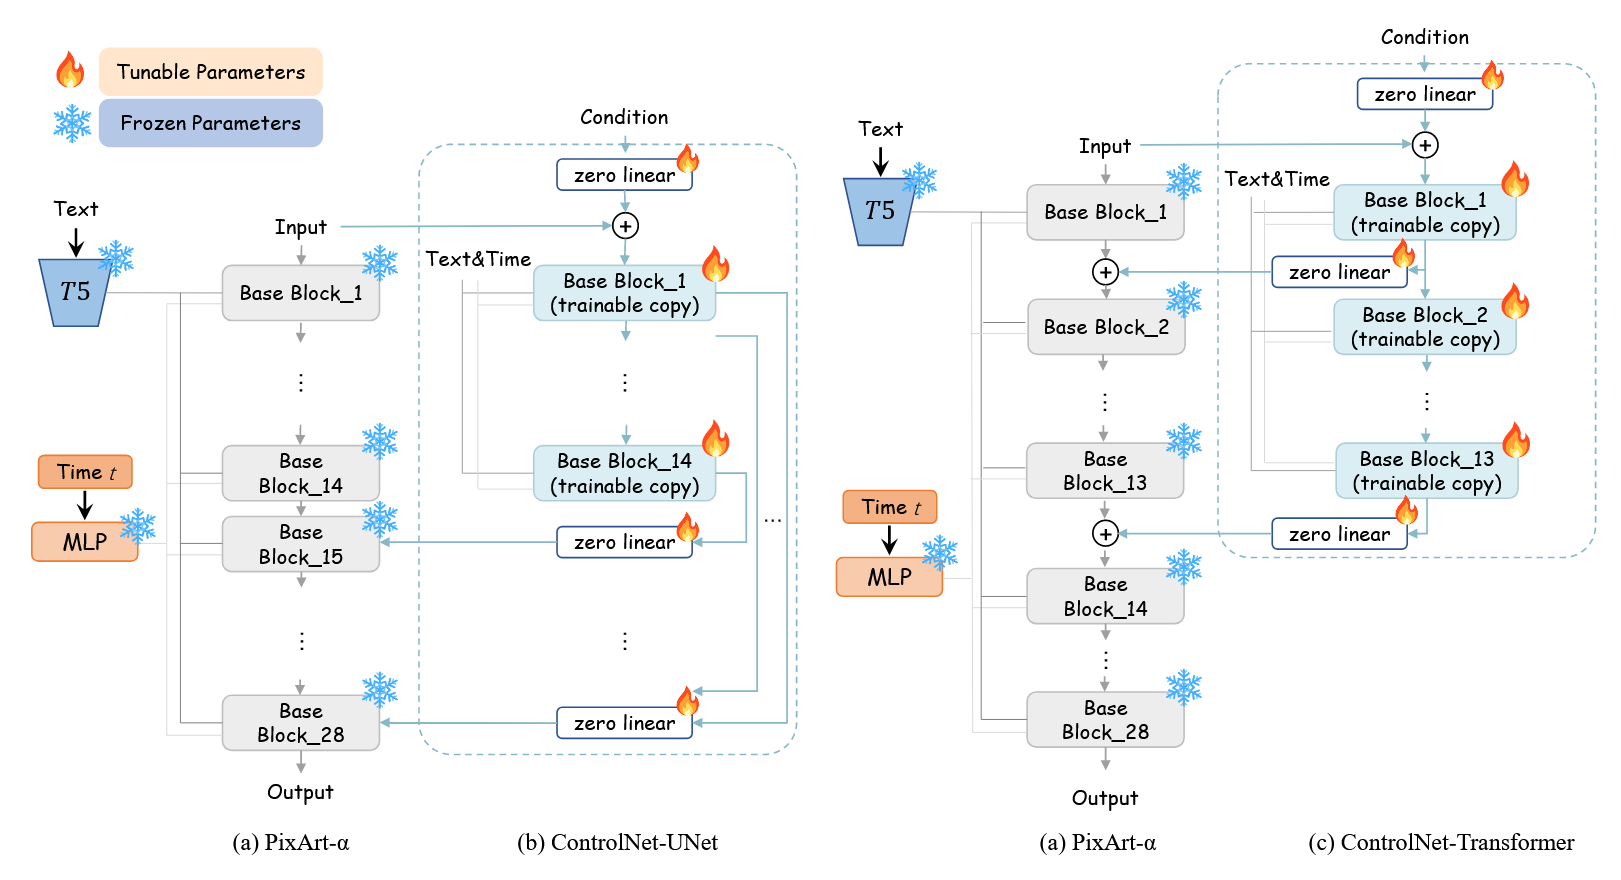 Tunable Parameters
Frozen Parameters
Text
T5
Time t
MLP
Input
Base Block_1
⋮
Base
Block_14
Base
Block_15
⋮
Base
Block_28
Output
(a) PixArt-α
Condition
zero linear
+
Text&Time
Base Block_1
(trainable copy)
⋮
Base Block_14
(trainable copy)
zero linear
...
⋮
zero linear
(b) ControlNet-UNet
Text
T5
Time t
MLP
Input
Base Block_1
+
Base Block_2
⋮
Base
Block_13
+
Base
Block_14
⋮
Base
Block_28
Output
(a) PixArt-α
Condition
zero linear
+
Text&Time
Base Block_1
(trainable copy)
zero linear
Base Block_2
(trainable copy)
⋮
Base Block_13
(trainable copy)
zero linear
(c) ControlNet-Transformer